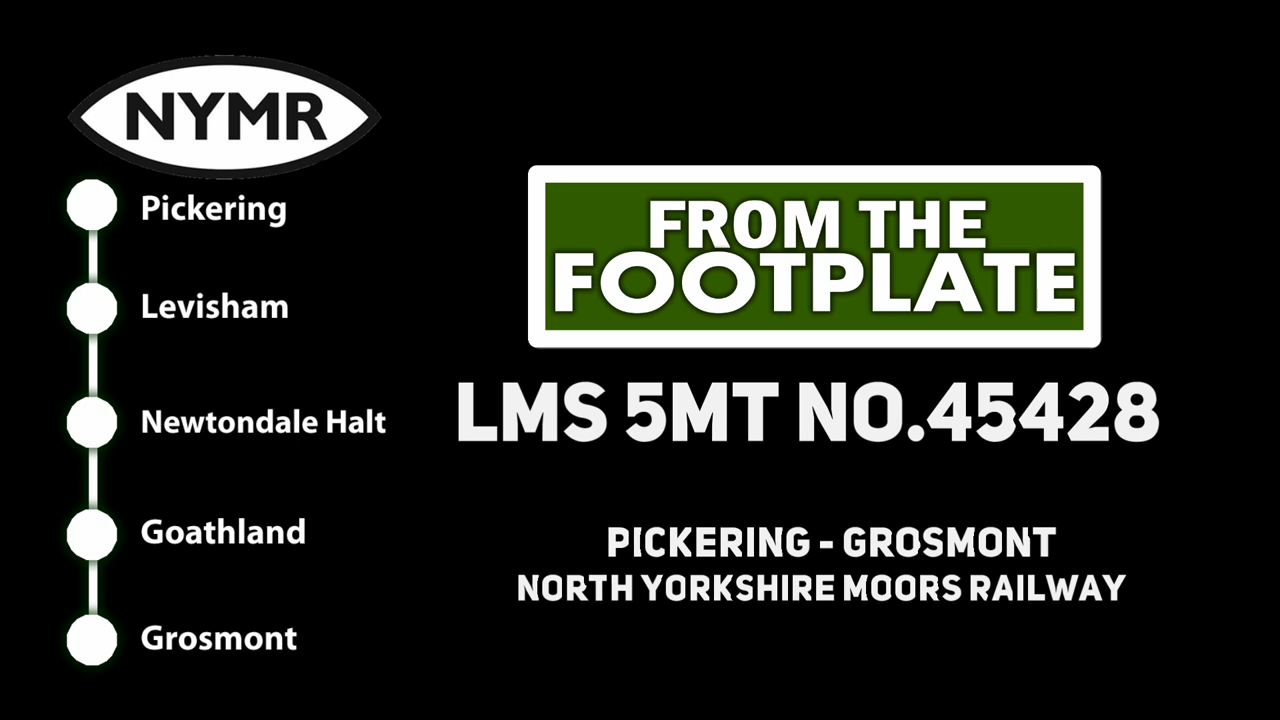 NYMR
Pickering
Levisham
Newtondale Halt
Goathland
Grosmont
FROM THE
FOOTPLATE
LMS 5MT NO.45428
PICKERING - GROSMONT
NORTH YORKSHIRE MOORS RAILWAY